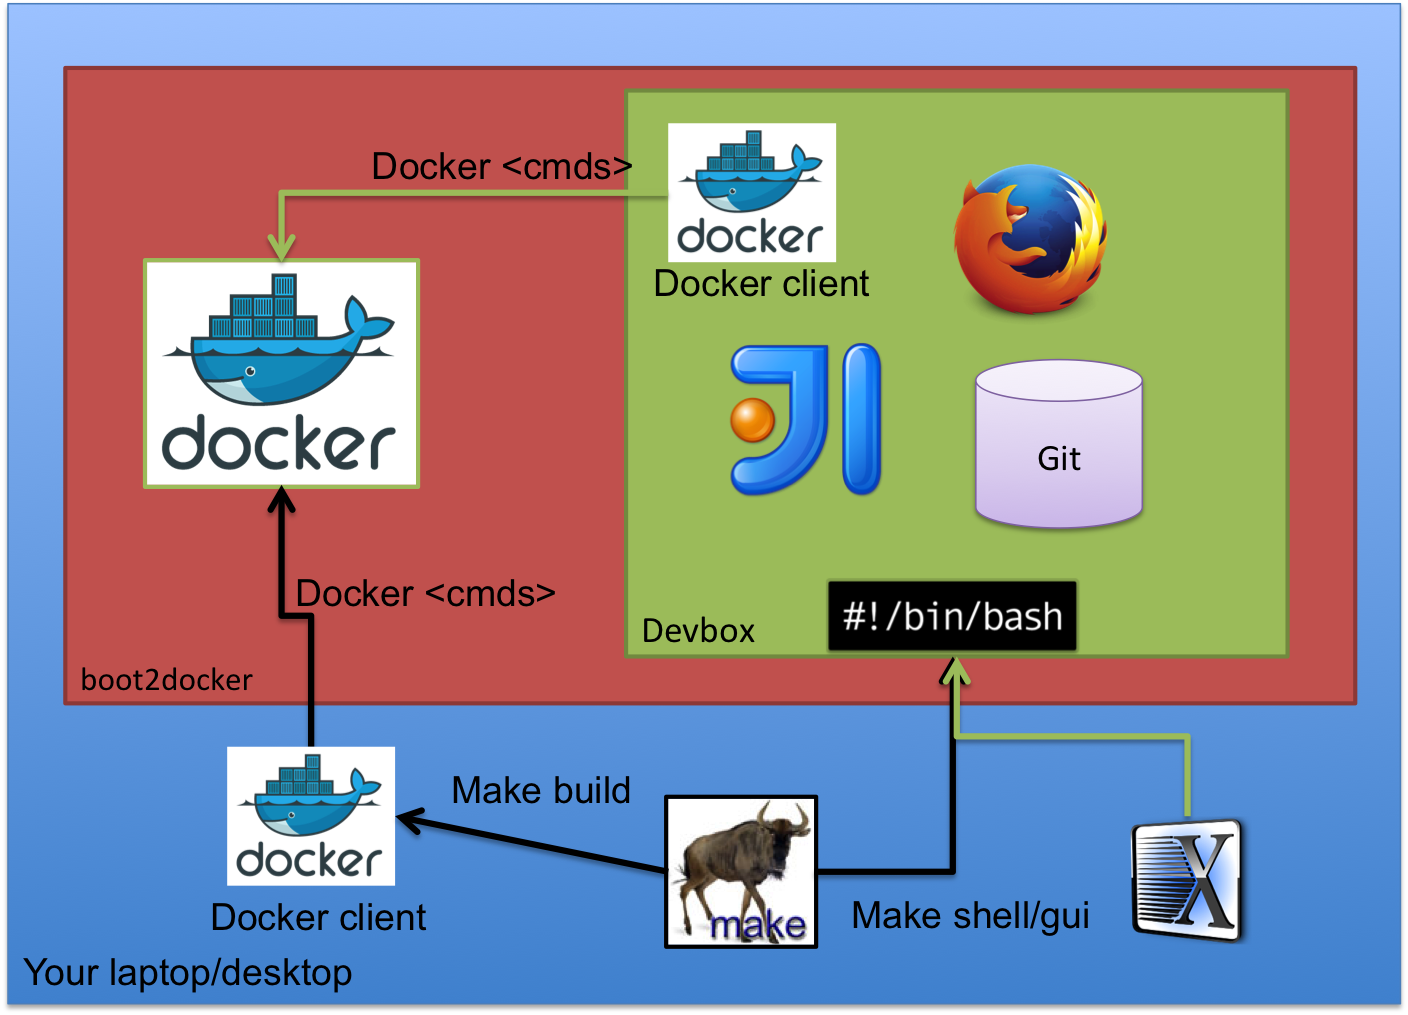 Docker <cmds>
docker
Docker client
docker
Git
Docker <cmds>
#!/bin/bash
Devbox
boot2docker
docker
Make build
make
X
Docker client
Make shell/gui
Your laptop/desktop